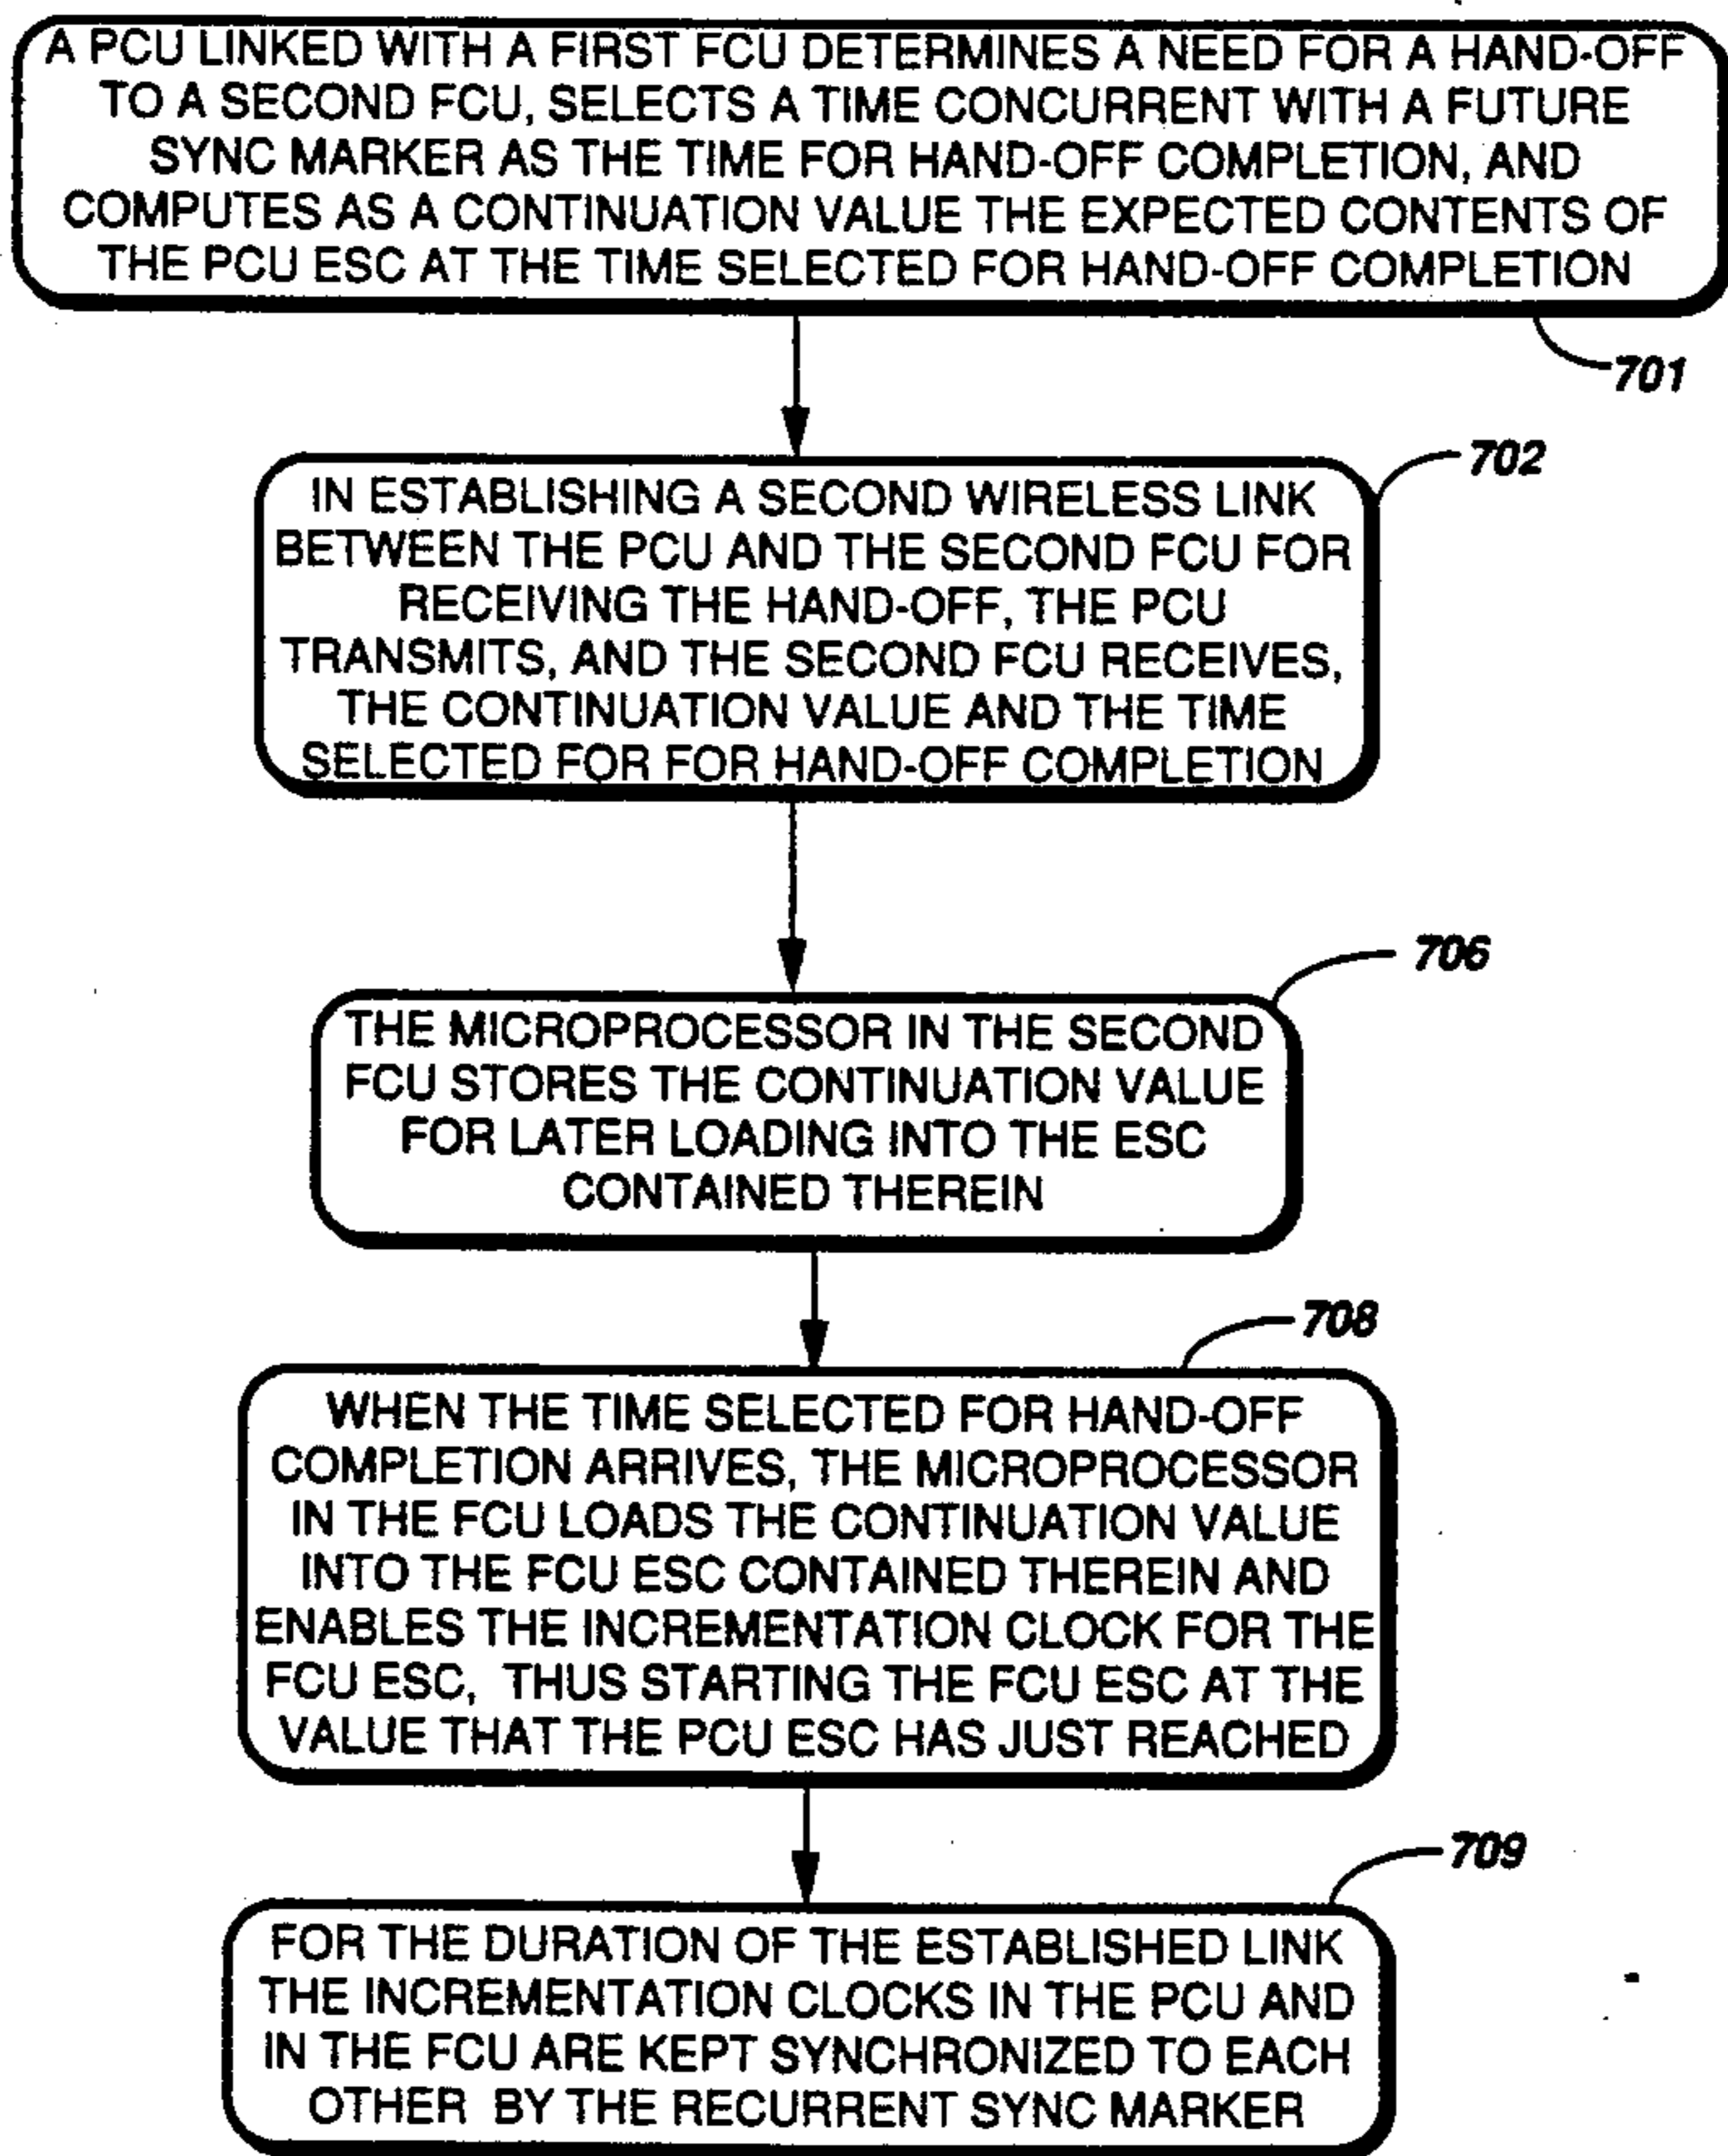 A PCU LINKED WITH A FIRST FCU DETERMINES A NEED FOR A HAND-OFF
TO A SECOND FCU, SELECTS A TIME CONCURRENT WITH A FUTURE
SYNC MARKER AS THE TIME FOR HAND-OFF COMPLETION, AND
COMPUTES AS A CONTINUATION VALUE THE EXPECTED CONTENTS OF
THE PCU ESC AT THE TIME SELECTED FOR HAND-OFF COMPLETION
701
702
IN ESTABLISHING A SECOND WIRELESS LINK
BETWEEN THE PCU AND THE SECOND FCU FOR
RECEIVING THE HAND-OFF, THE PCU
TRANSMITS, AND THE SECOND FCU RECEIVES,
THE CONTINUATION VALUE AND THE TIME
SELECTED FOR FOR HAND-OFF COMPLETION
706
THE MICROPROCESSOR IN THE SECOND
FCU STORES THE CONTINUATION VALUE
FOR LATER LOADING INTO THE ESC
CONTAINED THEREIN
708
WHEN THE TIME SELECTED FOR HAND-OFF
COMPLETION ARRIVES, THE MICROPROCESSOR
IN THE FCU LOADS THE CONTINUATION VALUE
INTO THE FCU ESC CONTAINED THEREIN AND
ENABLES THE INCREMENTATION CLOCK FOR THE
FCU ESC, THUS STARTING THE FCU ESC AT THE
VALUE THAT THE PCU ESC HAS JUST REACHED
709
FOR THE DURATION OF THE ESTABLISHED LINK
THE INCREMENTATION CLOCKS IN THE PCU AND
IN THE FCU ARE KEPT SYNCHRONIZED TO EACH
OTHER BY THE RECURRENT SYNC MARKER